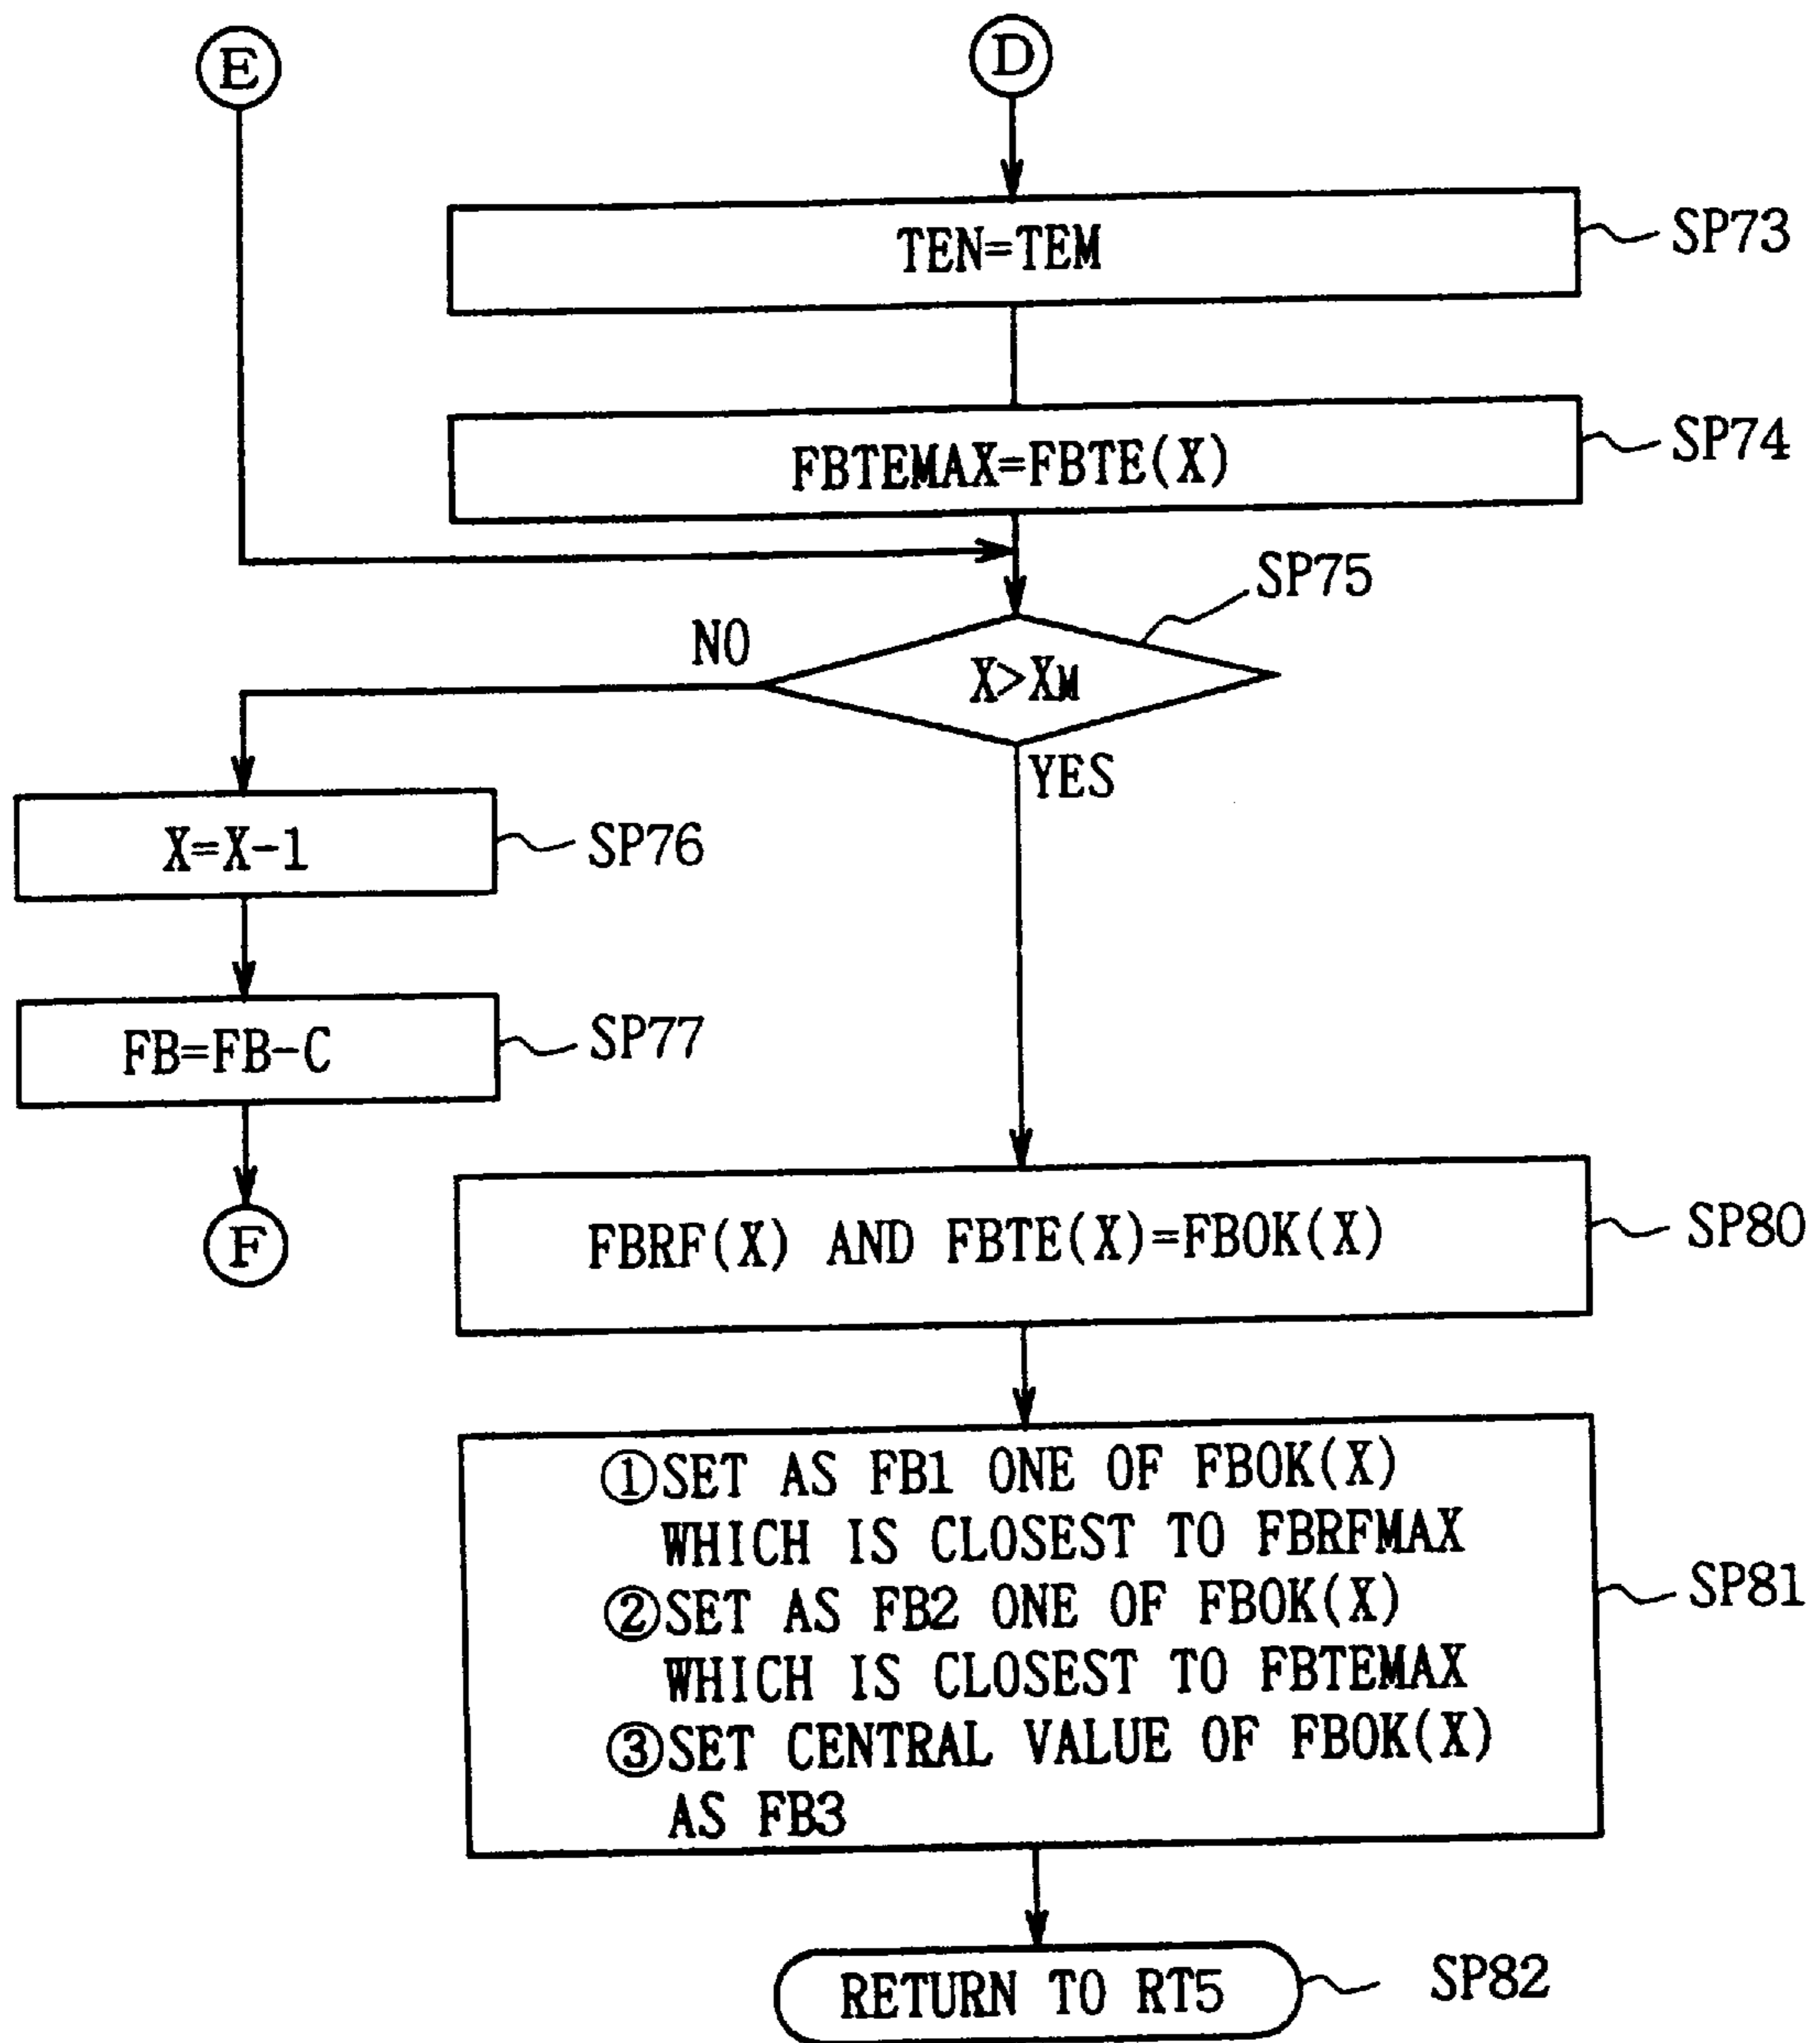 E
D
TEN=TEM
SP73
FBTEMAX=FBTE(X)
SP74
SP75
NO
X>XM
YES
X=X-1
SP76
FB=FB-C
SP77
F
FBRF(X) AND FBTE(X)=FBOK(X)
SP80
①SET AS FB1 ONE OF FBOK(X)
WHICH IS CLOSEST TO FBRFMAX
②SET AS FB2 ONE OF FBOK(X)
WHICH IS CLOSEST TO FBTEMAX
③SET CENTRAL VALUE OF FBOK(X)
AS FB3
SP81
RETURN TO RT5
SP82